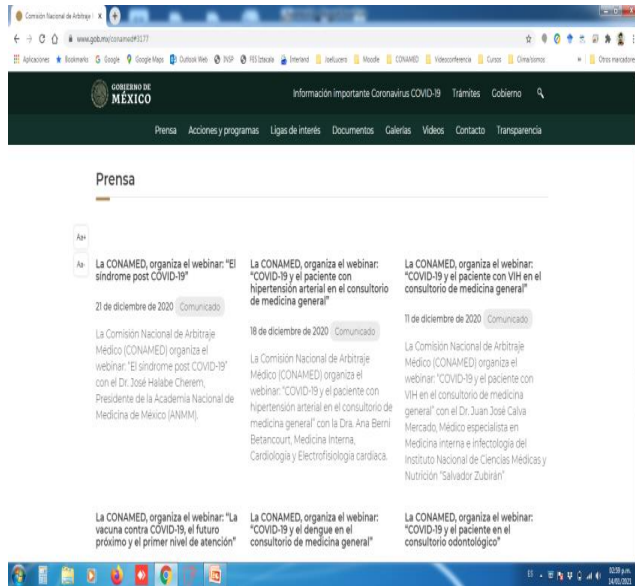 Comisión Nacional de Arbitraje
www.gob.mx/conamed#3177
Aplicaciones Bookmarks Google Google Maps Outlook Web INSP FES Iztacala Interland JoelLucero Moodle CONAMED Videoconferencia Cursos Clima/sismos » Otros marcadores
GOBIERNO DE
MÉXICO
Información importante Coronavirus COVID-19 Trámites Gobierno
Prensa Acciones y programas Ligas de interés Documentos Galerías Videos Contacto Transparencia
Prensa
Aa+
Aa-
La CONAMED, organiza el webinar: “El
síndrome post COVID-19”
21 de diciembre de 2020 Comunicado
La Comisión Nacional de Arbitraje
Médico (CONAMED) organiza el
webinar: “El síndrome post COVID-19”
con el Dr. José Halabe Cherem,
Presidente de la Academia Nacional de
Medicina de México (ANMM).
La CONAMED, organiza el webinar:
“COVID-19 y el paciente con
hipertensión arterial en el consultorio
de medicina general”
18 de diciembre de 2020 Comunicado
La Comisión Nacional de Arbitraje
Médico (CONAMED) organiza el
webinar: “COVID-19 y el paciente con
hipertensión arterial en el consultorio de
medicina general” con la Dra. Ana Berni
Betancourt, Medicina Interna,
Cardiología y Electrofisiología cardiaca.
La CONAMED, organiza el webinar:
“COVID-19 y el paciente con VIH en el
consultorio de medicina general”
11 de diciembre de 2020 Comunicado
La Comisión Nacional de Arbitraje
Médico (CONAMED) organiza el
webinar: “COVID-19 y el paciente con
VIH en el consultorio de medicina
general” con el Dr. Juan José Calva
Mercado, Médico especialista en
Medicina interna e infectología del
Instituto Nacional de Ciencias Médicas y
Nutrición “Salvador Zubirán”
La CONAMED, organiza el webinar: “La
vacuna contra COVID-19, el futuro
próximo y el primer nivel de atención”
La CONAMED, organiza el webinar:
“COVID-19 y el dengue en el
consultorio de medicina general”
La CONAMED, organiza el webinar:
“COVID-19 y el paciente en el
consultorio odontológico”
ES
02:59 p.m.